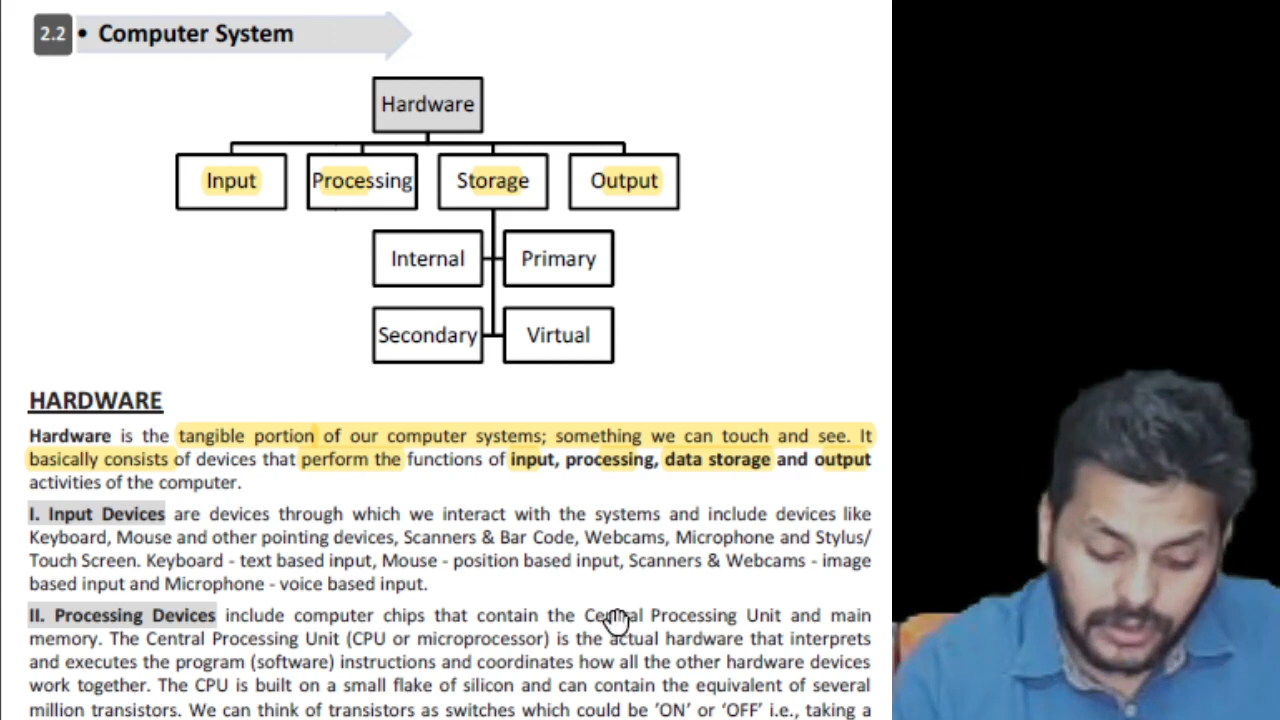 2.2 • Computer System
Hardware
Input Processing Storage Output
Internal Primary
Secondary Virtual
HARDWARE
Hardware is the tangible portion of our computer systems; something we can touch and see. It
basically consists of devices that perform the functions of input, processing, data storage and output
activities of the computer.
I. Input Devices are devices through which we interact with the systems and include devices like
Keyboard, Mouse and other pointing devices, Scanners & Bar Code, Webcams, Microphone and Stylus/
Touch Screen. Keyboard - text based input, Mouse - position based input, Scanners & Webcams - image
based input and Microphone - voice based input.
II. Processing Devices include computer chips that contain the Central Processing Unit and main
memory. The Central Processing Unit (CPU or microprocessor) is the actual hardware that interprets
and executes the program (software) instructions and coordinates how all the other hardware devices
work together. The CPU is built on a small flake of silicon and can contain the equivalent of several
million transistors. We can think of transistors as switches which could be ‘ON’ or ‘OFF’ i.e., taking a